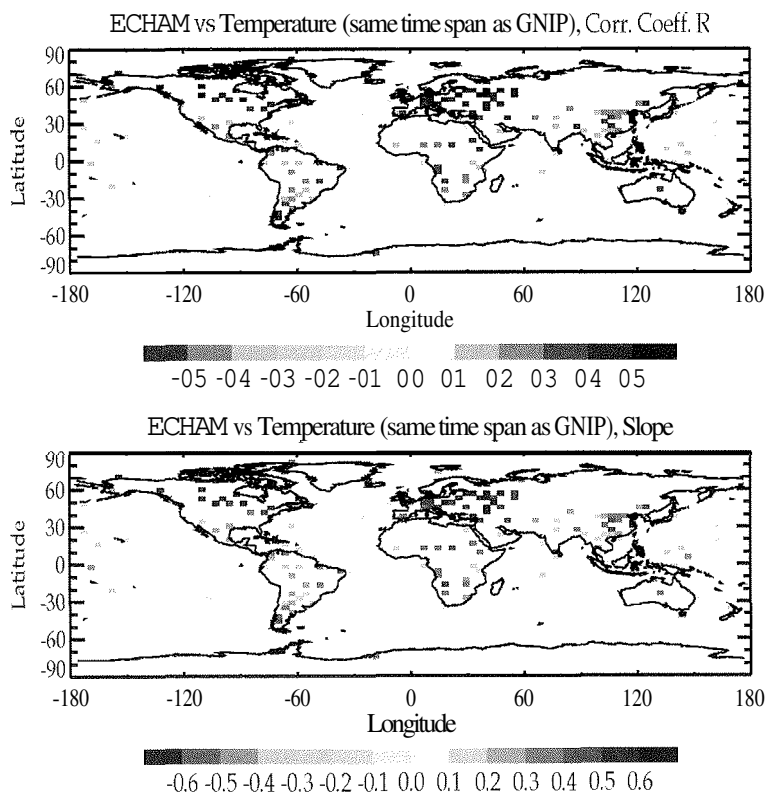 ECHAM vs Temperature (same time span as GNIP), Corr. Coeff. R
90
60
30
0
-30
-60
-90
Latitude
-180 -120 -60 0 60 120 180
Longitude
-05 -04 -03 -02 -01 00 01 02 03 04 05
ECHAM vs Temperature (same time span as GNIP), Slope
90
60
30
0
-30
-60
-90
Latitude
-180 -120 -60 0 60 120 180
Longitude
-0.6 -0.5 -0.4 -0.3 -0.2 -0.1 0.0 0.1 0.2 0.3 0.4 0.5 0.6